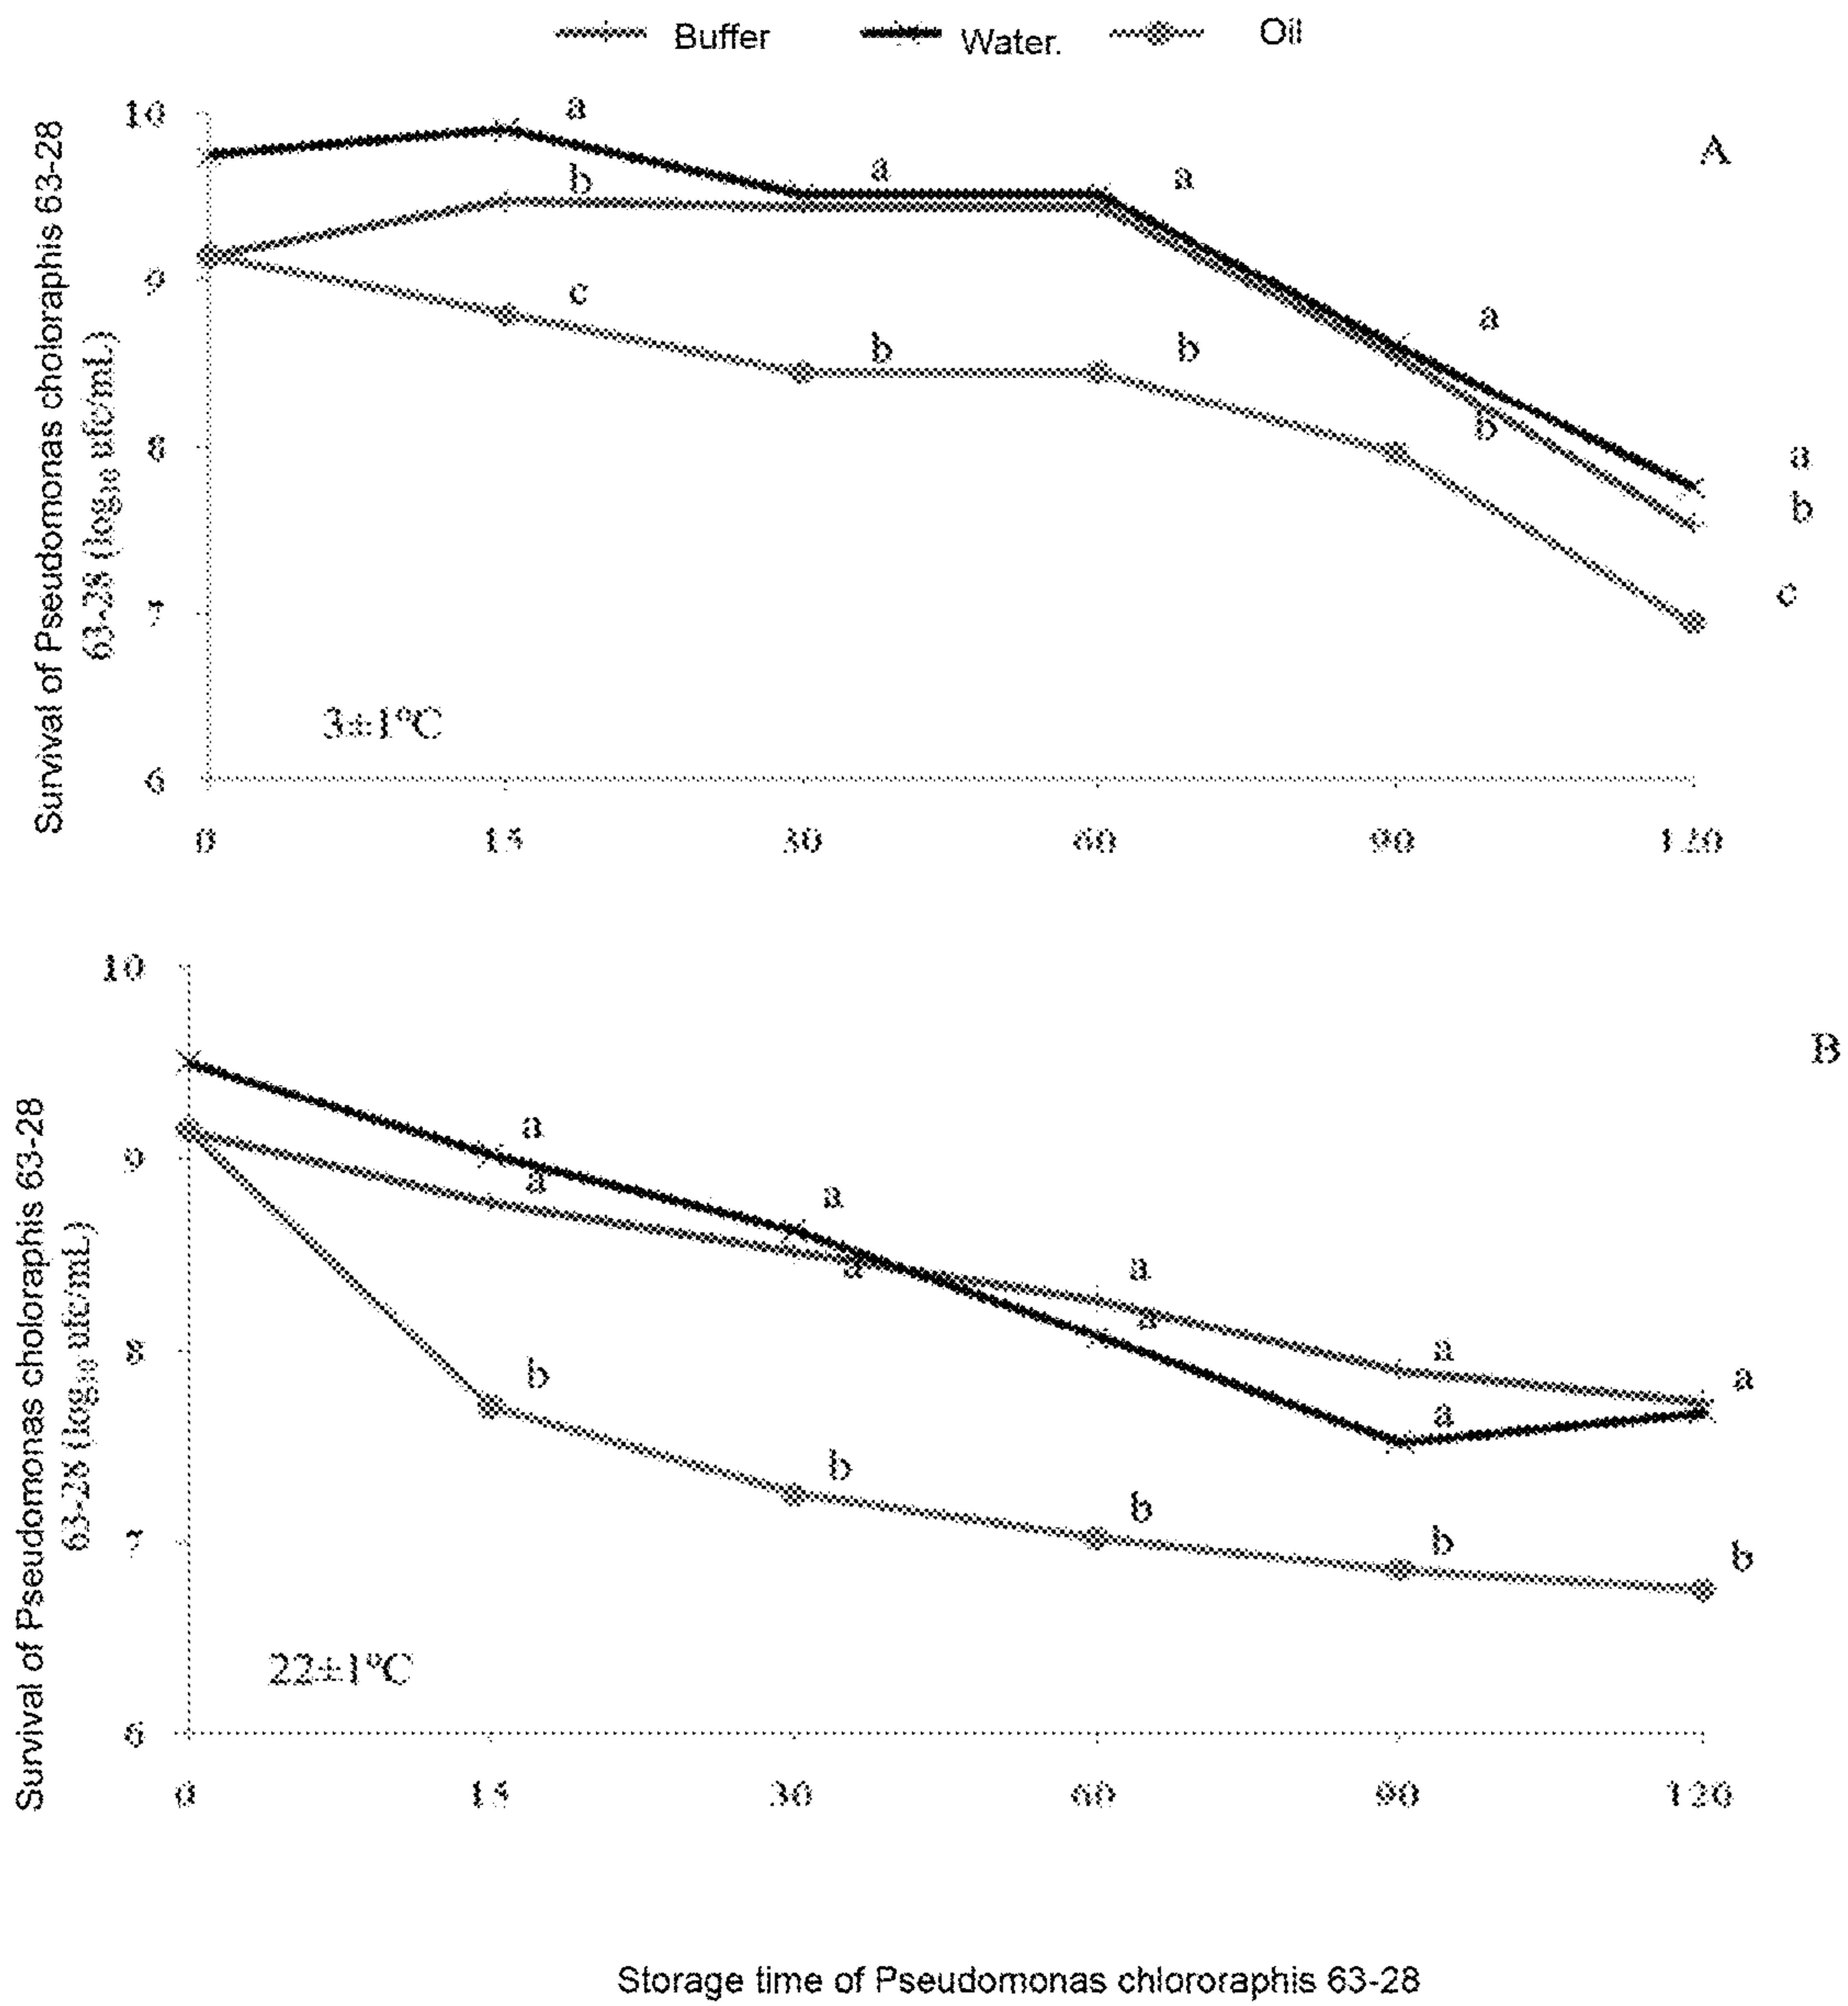 Buffer Water. Oil
Survival of Pseudomonas choloraphis 63-28
63-28 (log₁₀ ufc/mL)
A
10
9
8
7
6
a
b
c
a
b
a
b
a
b
a
b
c
3±1ºC
0 15 30 60 90 120
Survival of Pseudomonas choloraphis 63-28
63-28 (log₁₀ ufc/mL)
B
10
9
8
7
6
a
a
b
a
a
b
a
a
b
a
a
b
a
b
22±1ºC
0 15 30 60 90 120
Storage time of Pseudomonas chlororaphis 63-28